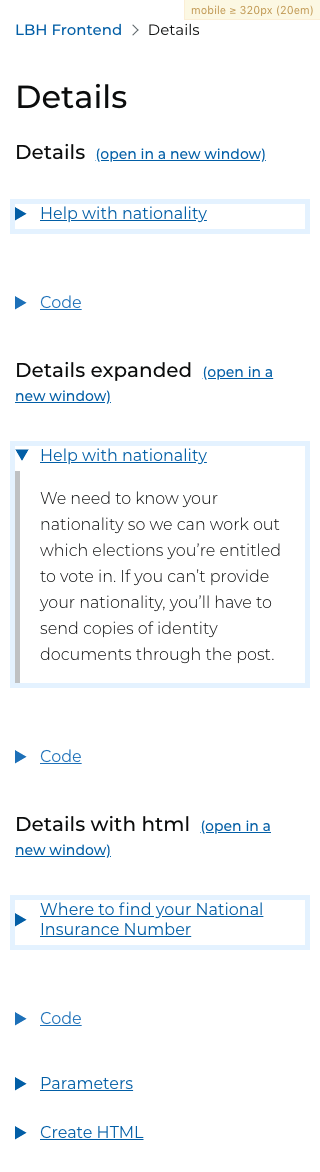 mobile ≥ 320px (20em)
LBH Frontend > Details
Details
Details (open in a new window)
Help with nationality
Code
Details expanded (open in a
new window)
Help with nationality
We need to know your
nationality so we can work out
which elections you’re entitled
to vote in. If you can’t provide
your nationality, you’ll have to
send copies of identity
documents through the post.
Code
Details with html (open in a
new window)
Where to find your National
Insurance Number
Code
Parameters
Create HTML